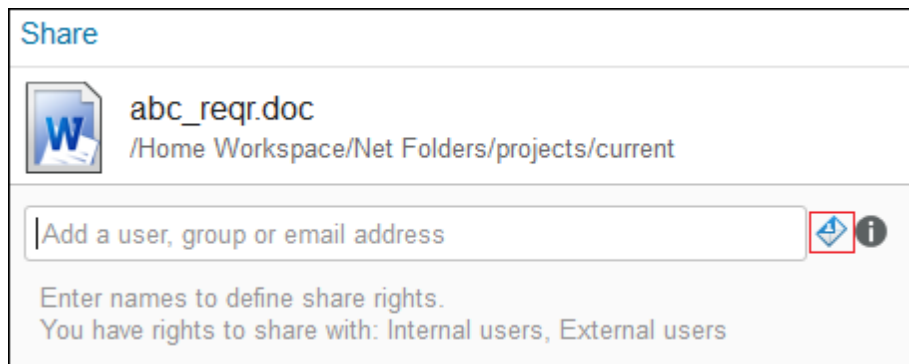 Share
W
abc_reqr.doc
/Home Workspace/Net Folders/projects/current
Add a user, group or email address
Enter names to define share rights.
You have rights to share with: Internal users, External users